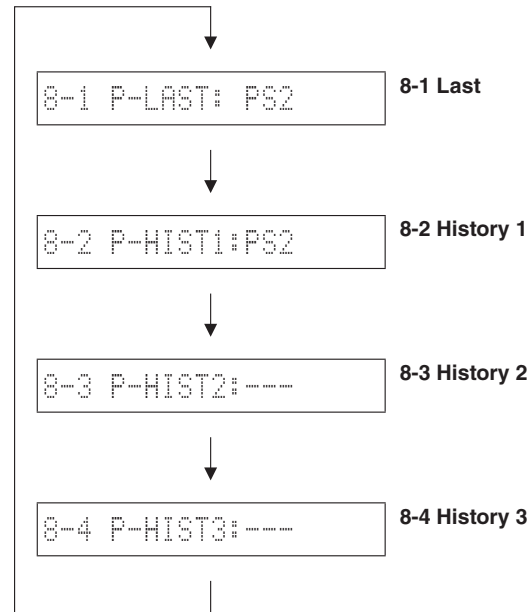 8-1 P-LAST: PS2
8-1 Last
8-2 P-HIST1:PS2
8-2 History 1
8-3 P-HIST2:---
8-3 History 2
8-4 P-HIST3:---
8-4 History 3